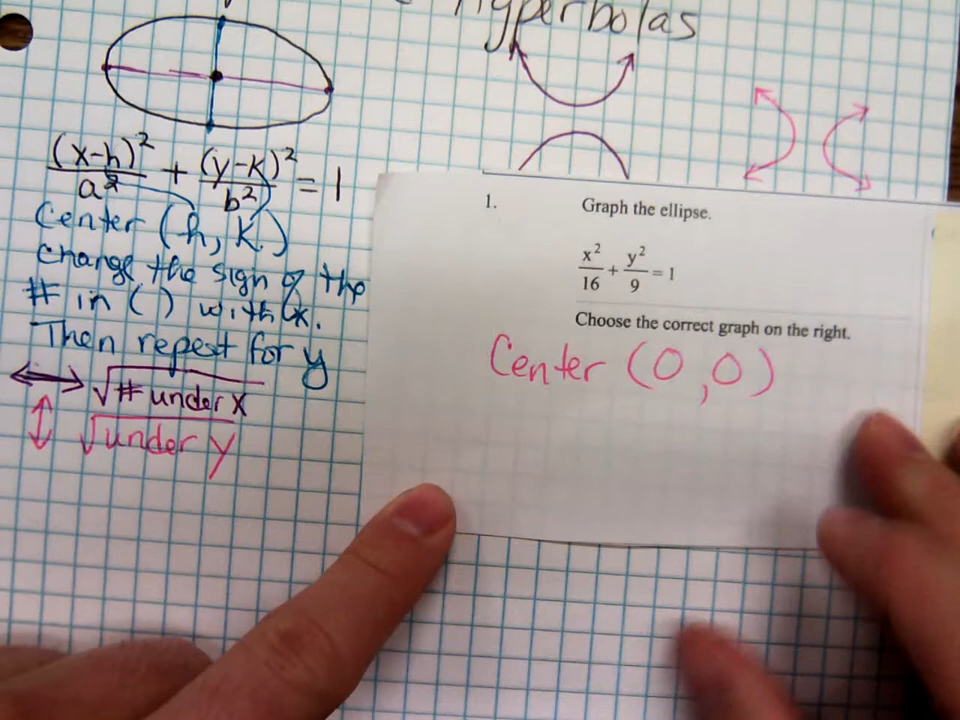 Hyperbolas
(x-h)²/a² + (y-k)²/b² = 1
Center (h, k)
change the sign of the
# in ( ) with x.
Then repeat for y
↔ √# under x
↕ √under y
1. Graph the ellipse.
x²/16 + y²/9 = 1
Choose the correct graph on the right.
Center (0,0)